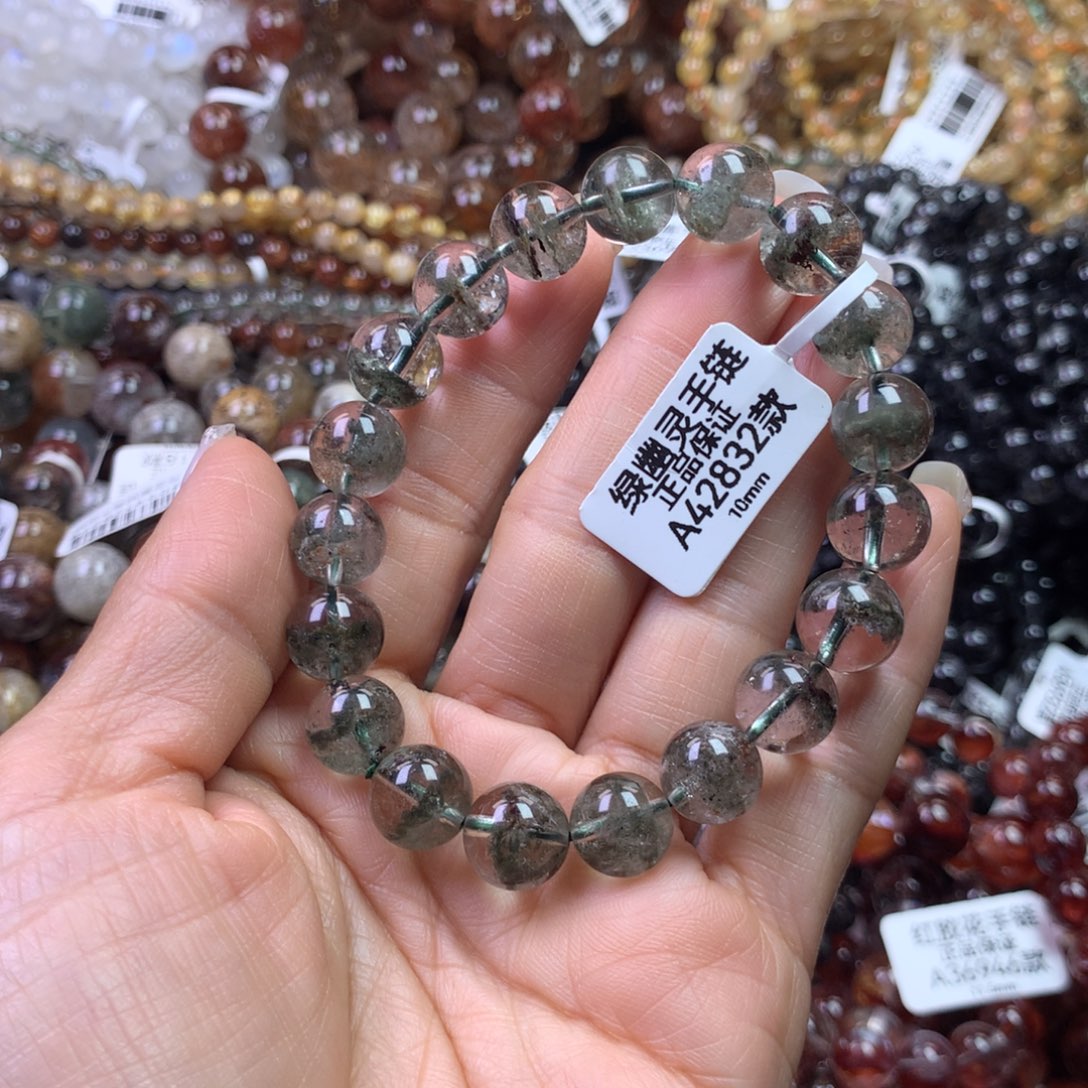 绿幽灵手链
正品保证
A42832款
10mm
红胶花手链
正品保证
A36946款